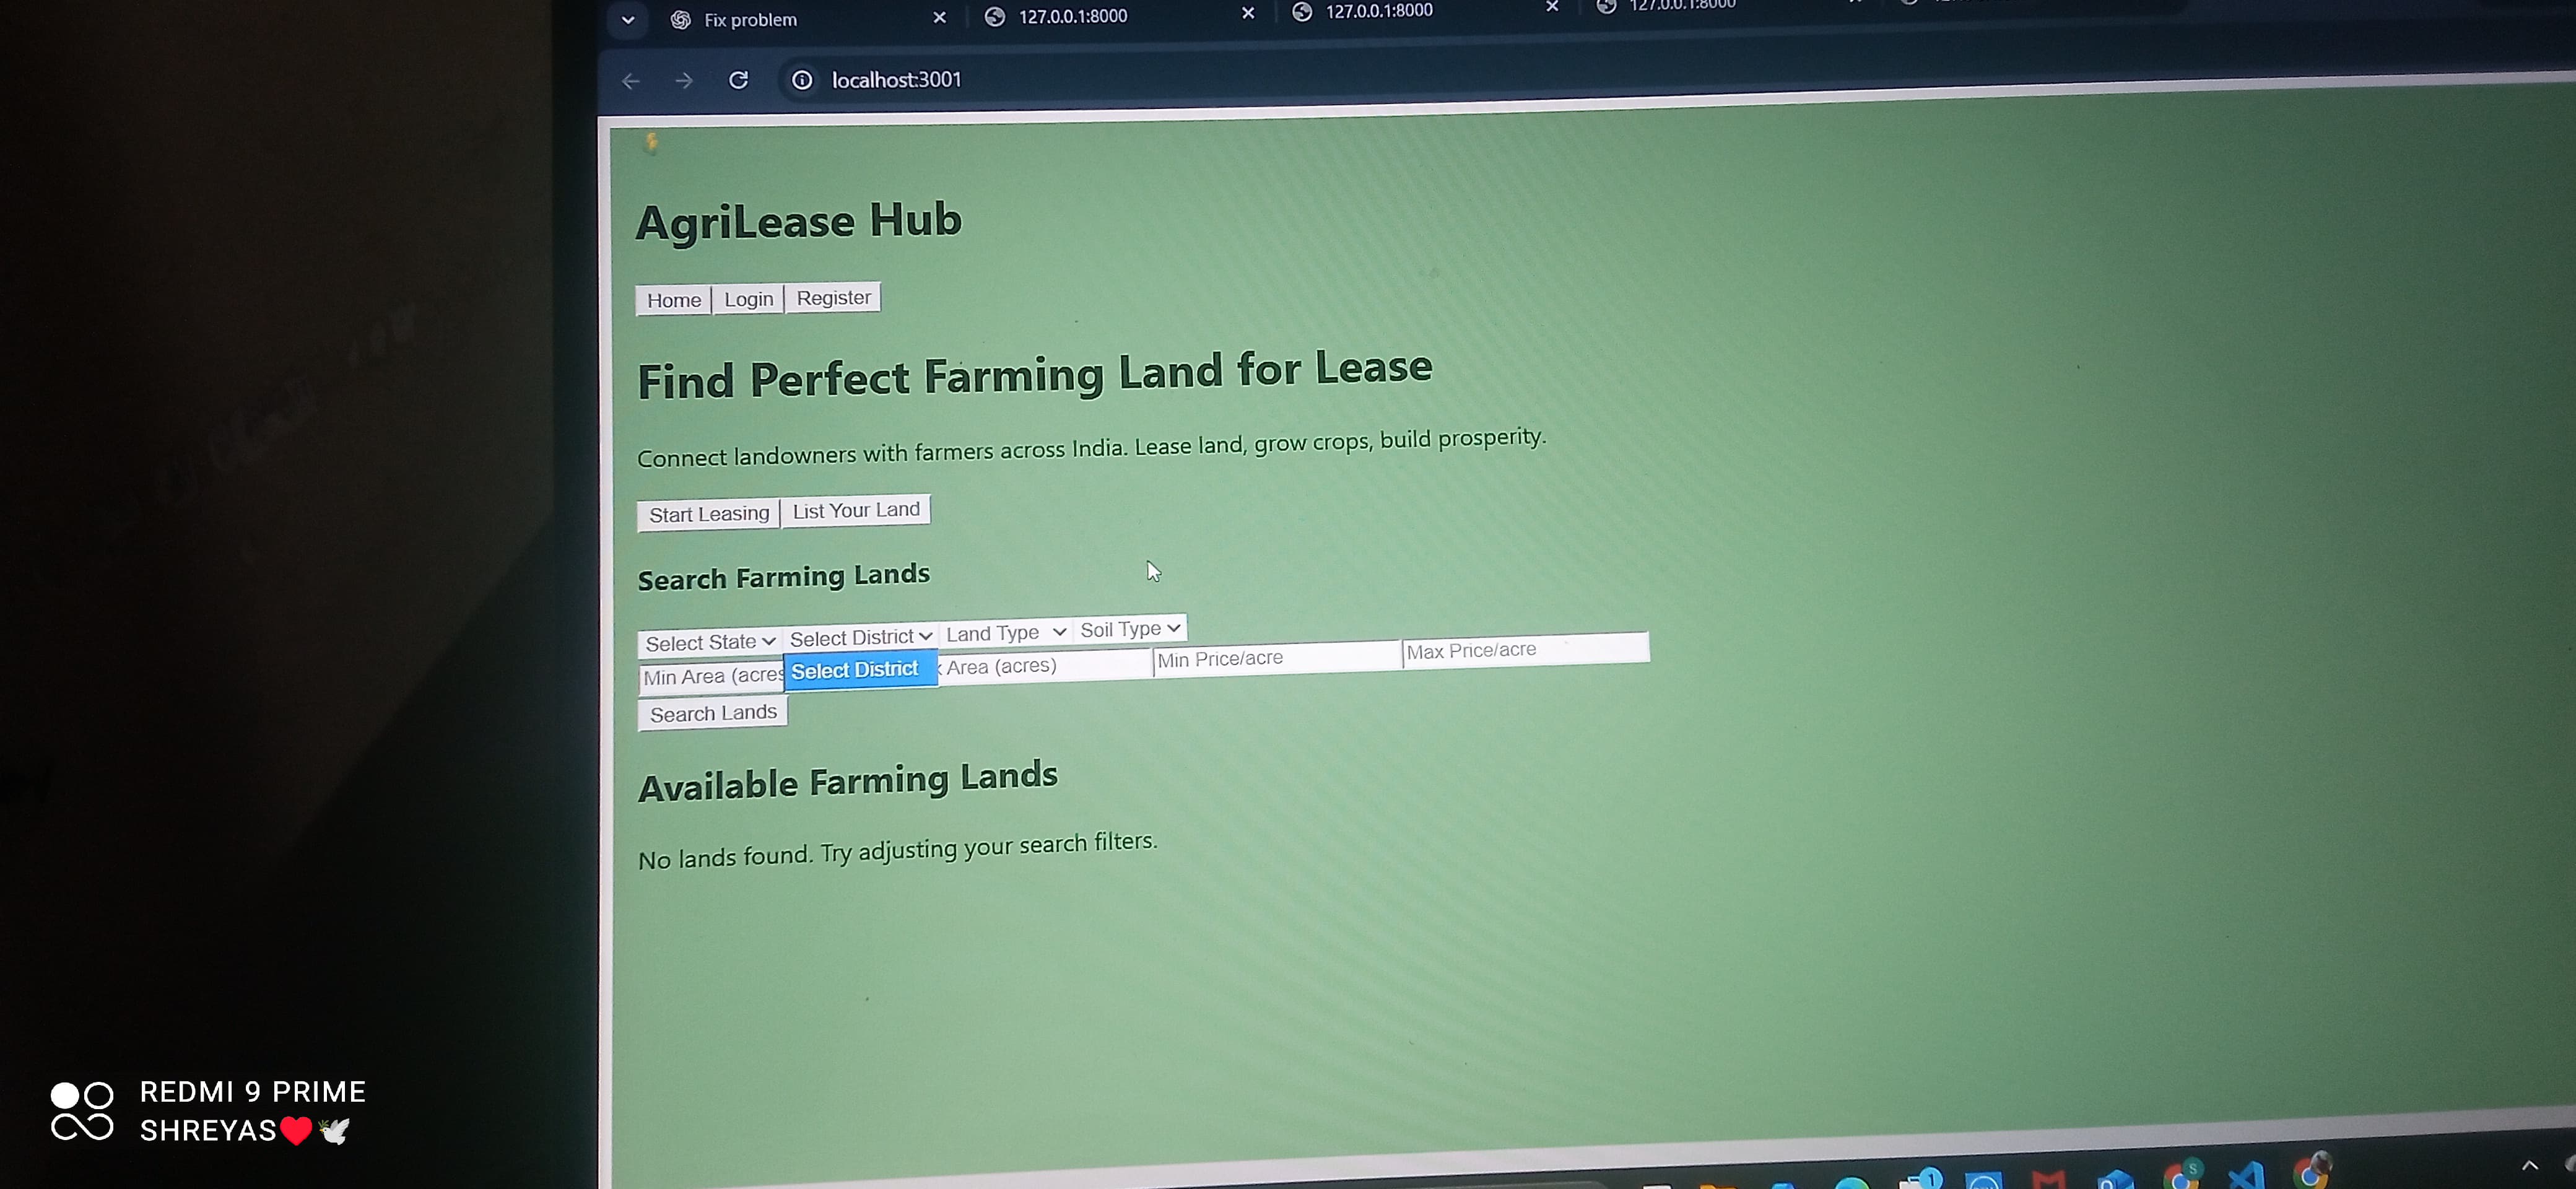 Fix problem
127.0.0.1:8000
127.0.0.1:8000
127.0.0.1:8000
localhost:3001
AgriLease Hub
Home Login Register
Find Perfect Farming Land for Lease
Connect landowners with farmers across India. Lease land, grow crops, build prosperity.
Start Leasing List Your Land
Search Farming Lands
Select State Select District Land Type Soil Type
Min Area (acres Select District Area (acres) Min Price/acre Max Price/acre
Search Lands
Available Farming Lands
No lands found. Try adjusting your search filters.
REDMI 9 PRIME
SHREYAS❤️🕊️
1
S